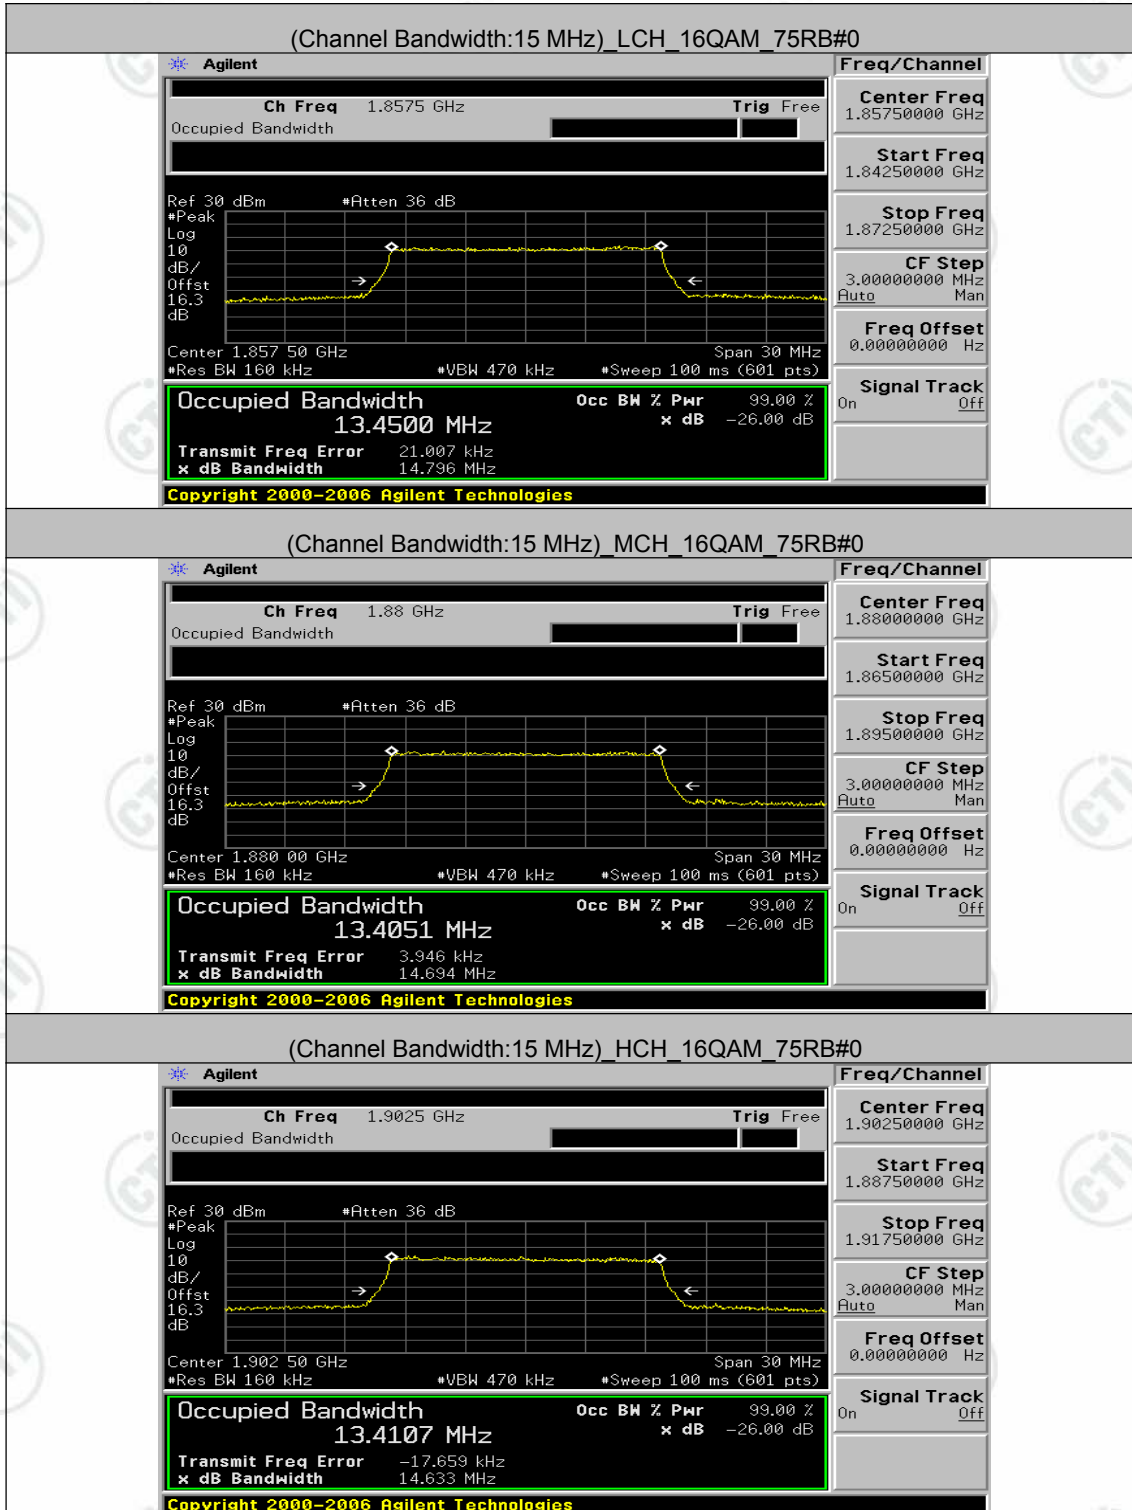 (Channel Bandwidth:15 MHz)_LCH_16QAM_75RB#0
Agilent
Freq/Channel
Ch Freq 1.8575 GHz Trig Free
Occupied Bandwidth
Center Freq
1.85750000 GHz
Start Freq
1.84250000 GHz
Stop Freq
1.87250000 GHz
CF Step
3.00000000 MHz
Auto Man
Freq Offset
0.00000000 Hz
Signal Track
On Off
Ref 30 dBm #Atten 36 dB
#Peak
Log
10
dB/
Offst
16.3
dB
Center 1.857 50 GHz Span 30 MHz
#Res BW 160 kHz #VBW 470 kHz #Sweep 100 ms (601 pts)
Occupied Bandwidth Occ BW % Pwr 99.00 %
13.4500 MHz x dB -26.00 dB
Transmit Freq Error 21.007 kHz
x dB Bandwidth 14.796 MHz
Copyright 2000-2006 Agilent Technologies
(Channel Bandwidth:15 MHz)_MCH_16QAM_75RB#0
Agilent
Freq/Channel
Ch Freq 1.88 GHz Trig Free
Occupied Bandwidth
Center Freq
1.88000000 GHz
Start Freq
1.86500000 GHz
Stop Freq
1.89500000 GHz
CF Step
3.00000000 MHz
Auto Man
Freq Offset
0.00000000 Hz
Signal Track
On Off
Ref 30 dBm #Atten 36 dB
#Peak
Log
10
dB/
Offst
16.3
dB
Center 1.880 00 GHz Span 30 MHz
#Res BW 160 kHz #VBW 470 kHz #Sweep 100 ms (601 pts)
Occupied Bandwidth Occ BW % Pwr 99.00 %
13.4051 MHz x dB -26.00 dB
Transmit Freq Error 3.946 kHz
x dB Bandwidth 14.694 MHz
Copyright 2000-2006 Agilent Technologies
(Channel Bandwidth:15 MHz)_HCH_16QAM_75RB#0
Agilent
Freq/Channel
Ch Freq 1.9025 GHz Trig Free
Occupied Bandwidth
Center Freq
1.90250000 GHz
Start Freq
1.88750000 GHz
Stop Freq
1.91750000 GHz
CF Step
3.00000000 MHz
Auto Man
Freq Offset
0.00000000 Hz
Signal Track
On Off
Ref 30 dBm #Atten 36 dB
#Peak
Log
10
dB/
Offst
16.3
dB
Center 1.902 50 GHz Span 30 MHz
#Res BW 160 kHz #VBW 470 kHz #Sweep 100 ms (601 pts)
Occupied Bandwidth Occ BW % Pwr 99.00 %
13.4107 MHz x dB -26.00 dB
Transmit Freq Error -17.659 kHz
x dB Bandwidth 14.633 MHz
Copyright 2000-2006 Agilent Technologies